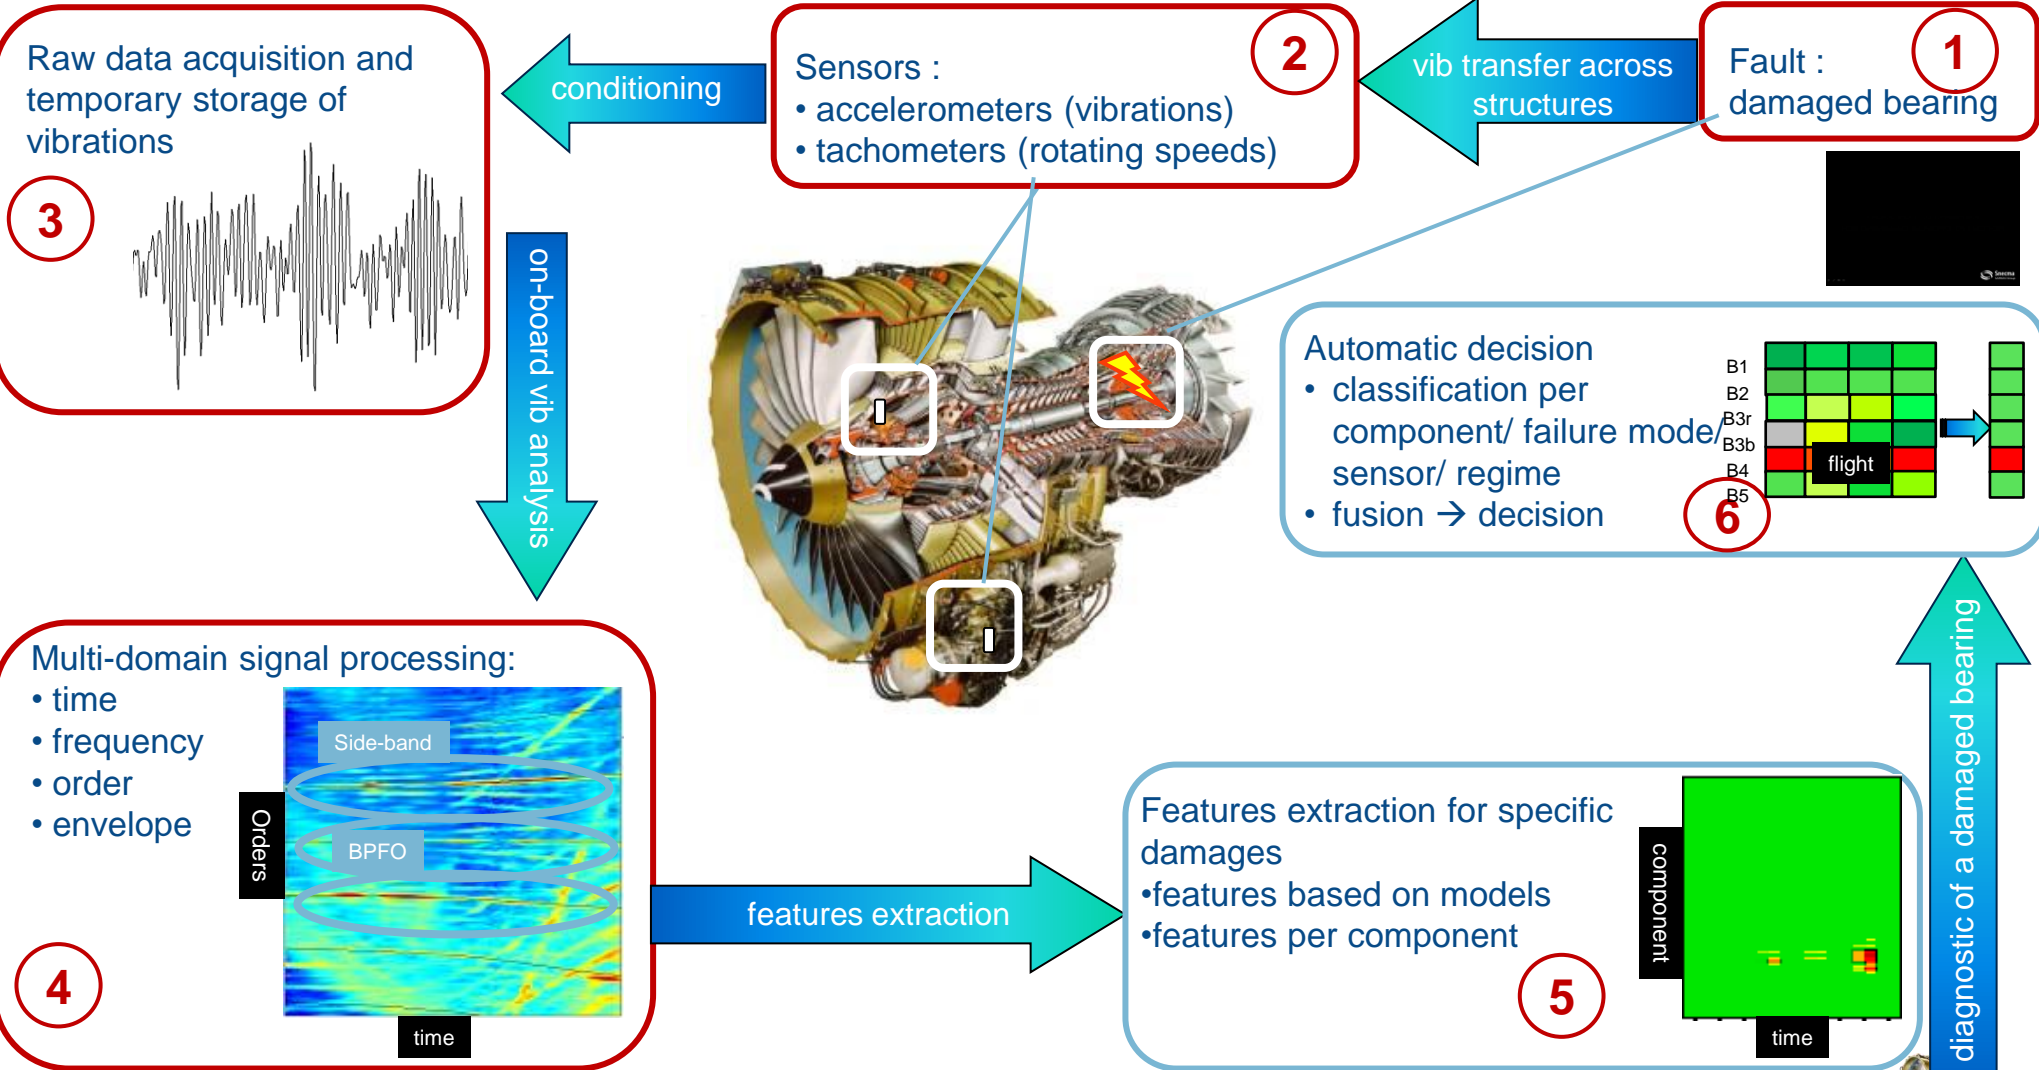 1
Fault :
damaged bearing
vib transfer across
structures
2
Sensors :
• accelerometers (vibrations)
• tachometers (rotating speeds)
conditioning
Raw data acquisition and
temporary storage of
vibrations
3
on-board vib analysis
Multi-domain signal processing:
• time
• frequency
• order
• envelope
Side-band
BPFO
Orders
time
4
features extraction
Features extraction for specific
damages
•features based on models
•features per component
5
component
time
diagnostic of a damaged bearing
Automatic decision
• classification per
component/ failure mode/
sensor/ regime
• fusion → decision
6
B1
B2
B3r
B3b
B4
B5
flight
Snecma